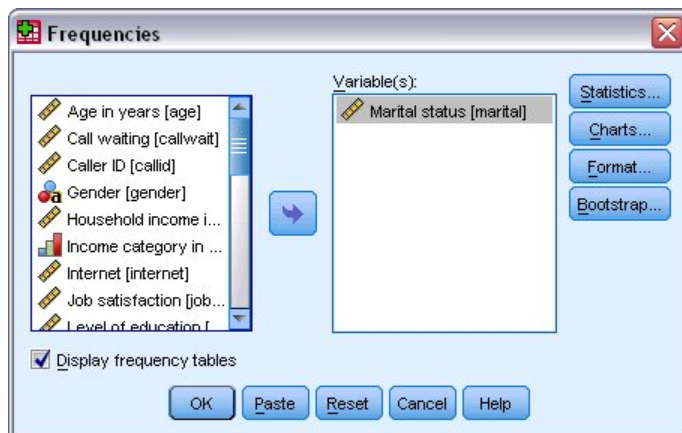 Frequencies
Age in years [age]
Call waiting [callwait]
Caller ID [callid]
Gender [gender]
Household income i...
Income category in ...
Internet [internet]
Job satisfaction [job...
Level of education [
Variable(s):
Marital status [marital]
Statistics...
Charts...
Format...
Bootstrap...
Display frequency tables
OK
Paste
Reset
Cancel
Help